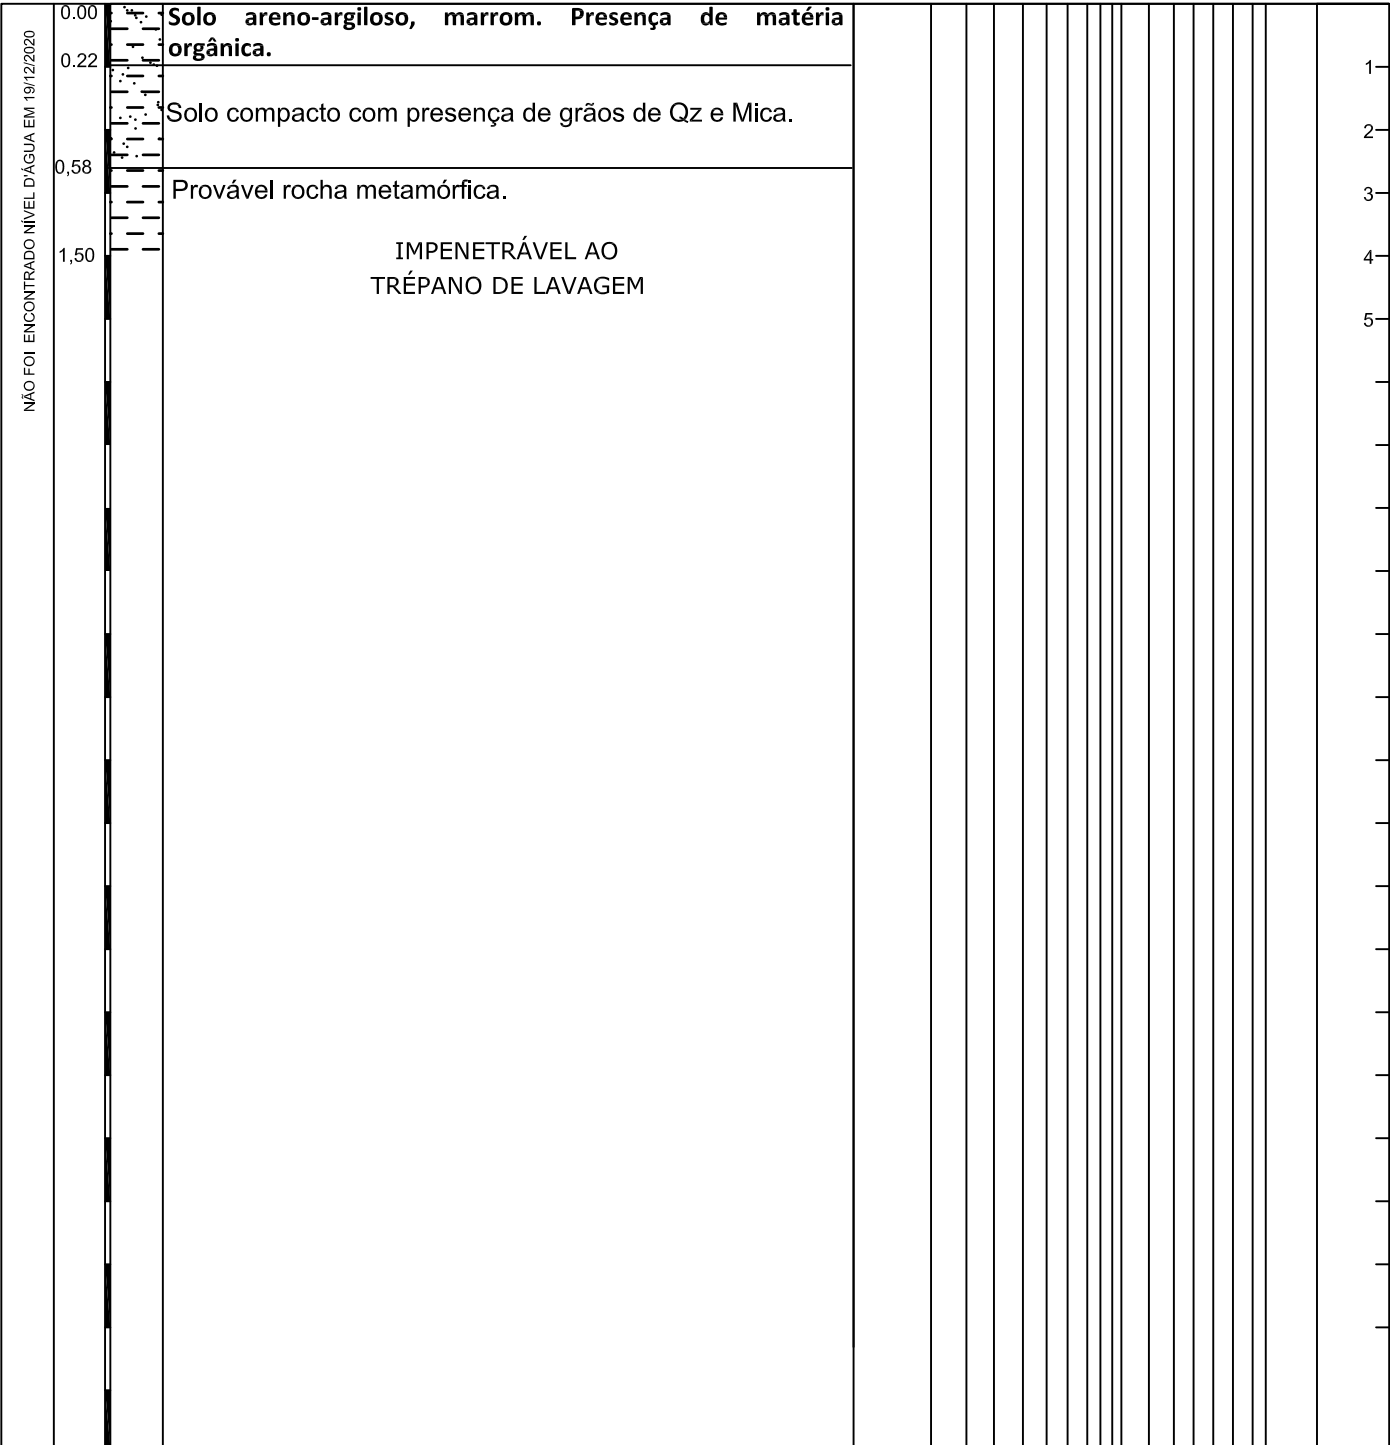 NÃO FOI ENCONTRADO NÍVEL D'ÁGUA EM 19/12/2020
0.00
Solo areno-argiloso, marrom. Presença de matéria
orgânica.
0.22
Solo compacto com presença de grãos de Qz e Mica.
0,58
Provável rocha metamórfica.
1,50
IMPENETRÁVEL AO
TRÉPANO DE LAVAGEM
1
2
3
4
5